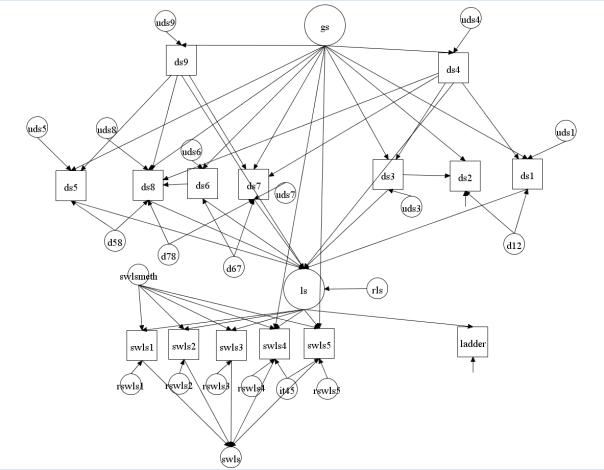 uds9
gs
uds4
ds9
ds4
uds5
uds8
uds1
uds6
ds5
ds8
ds6
ds7
uds7
ds3
ds2
ds1
uds3
d58
d78
d67
d12
swlsmeth
ls
rls
swls1
swls2
swls3
swls4
swls5
ladder
rswls1
rswls2
rswls3
rswls4
it45
rswls5
swls